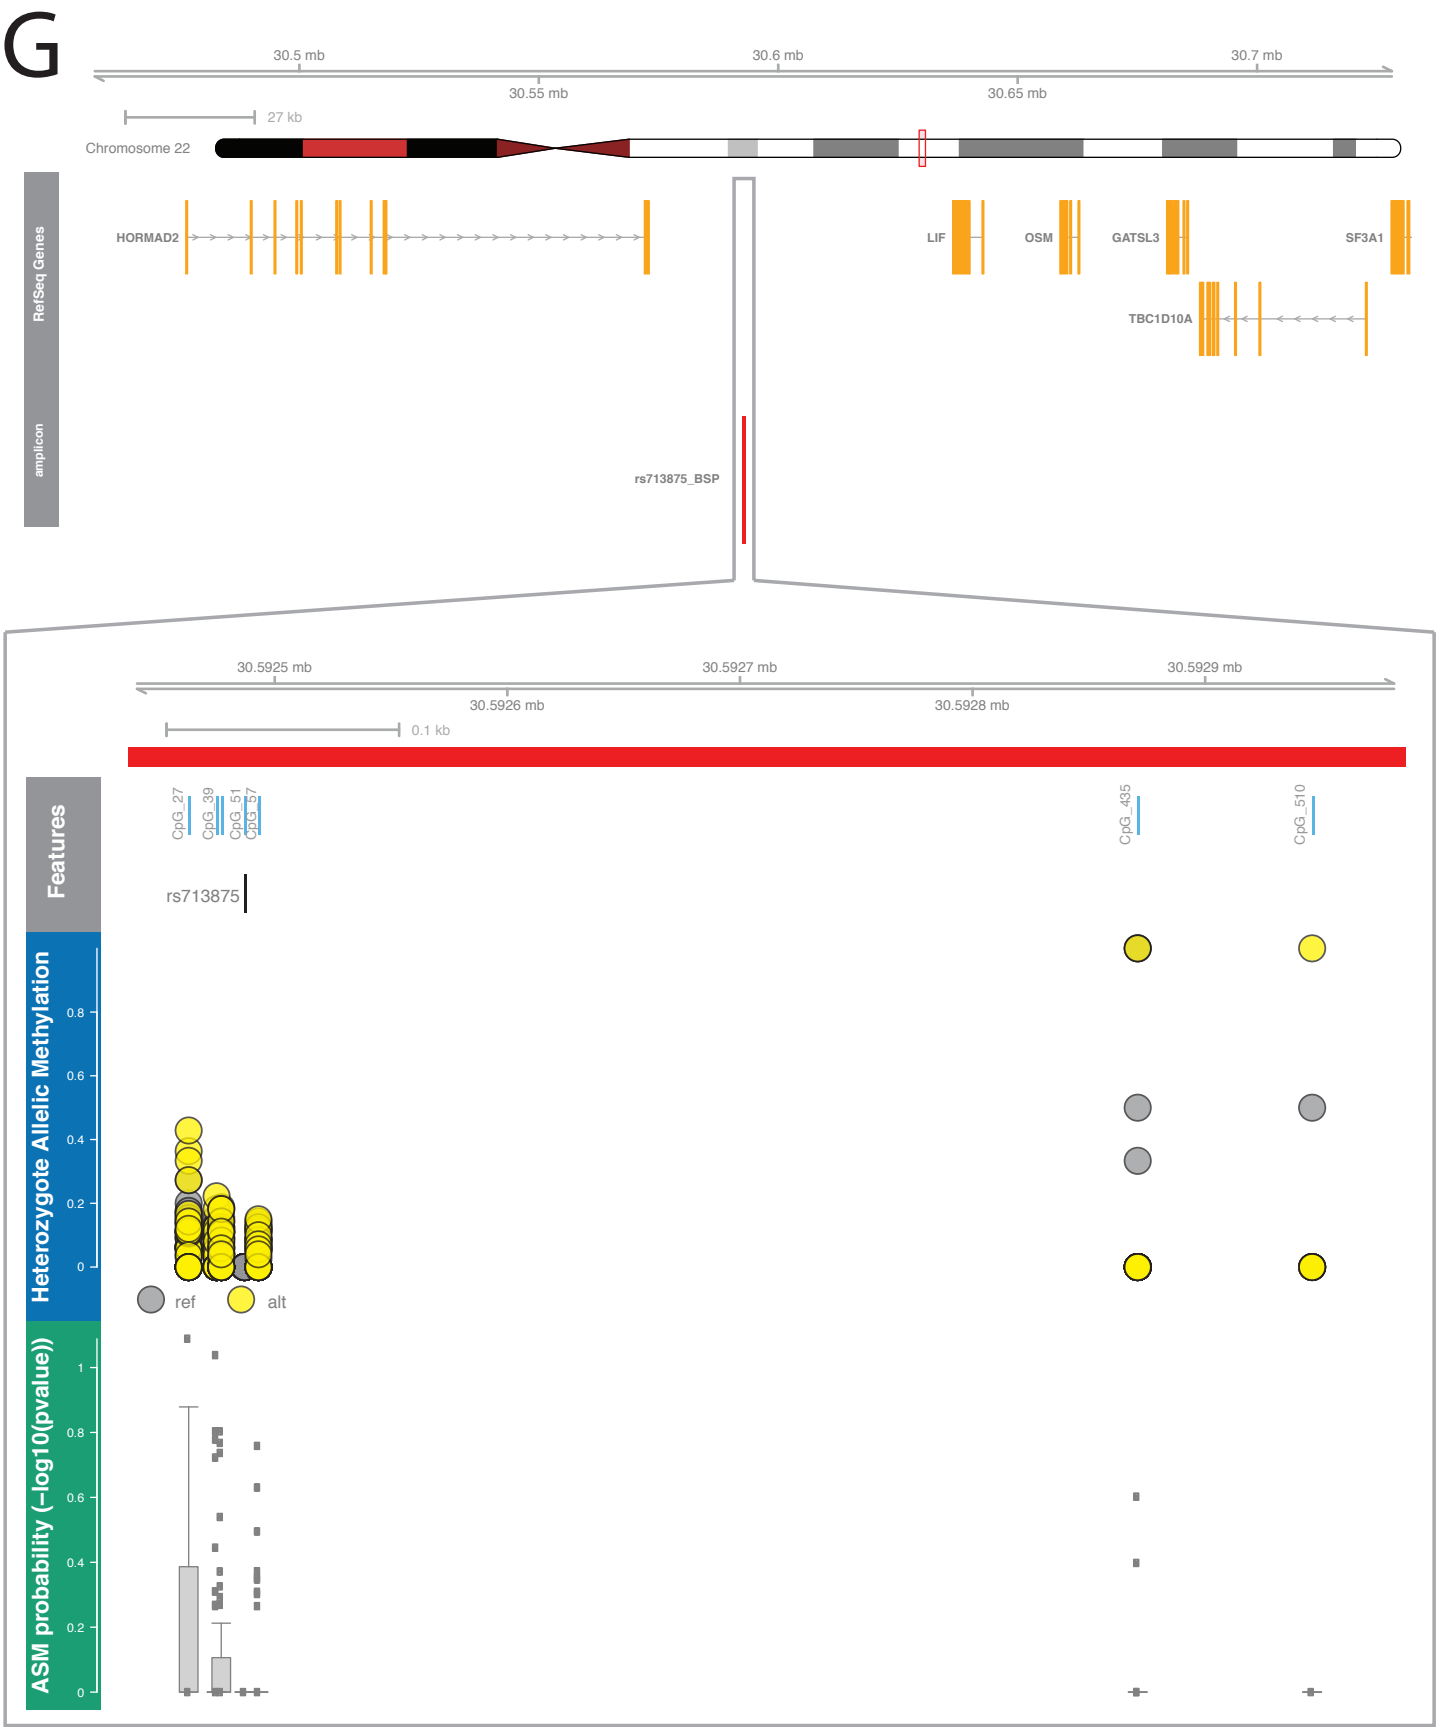 G
30.5 mb
30.6 mb
30.7 mb
30.55 mb
30.65 mb
27 kb
Chromosome 22
RefSeq Genes
HORMAD2
LIF
OSM
GATSL3
SF3A1
TBC1D10A
amplicon
rs713875_BSP
30.5925 mb
30.5927 mb
30.5929 mb
30.5926 mb
30.5928 mb
0.1 kb
Features
CpG_27
CpG_39
CpG_51
CpG_57
CpG_435
CpG_510
rs713875
Heterozygote Allelic Methylation
0.8
0.6
0.4
0.2
0
ref
alt
ASM probability (−log10(pvalue))
1
0.8
0.6
0.4
0.2
0